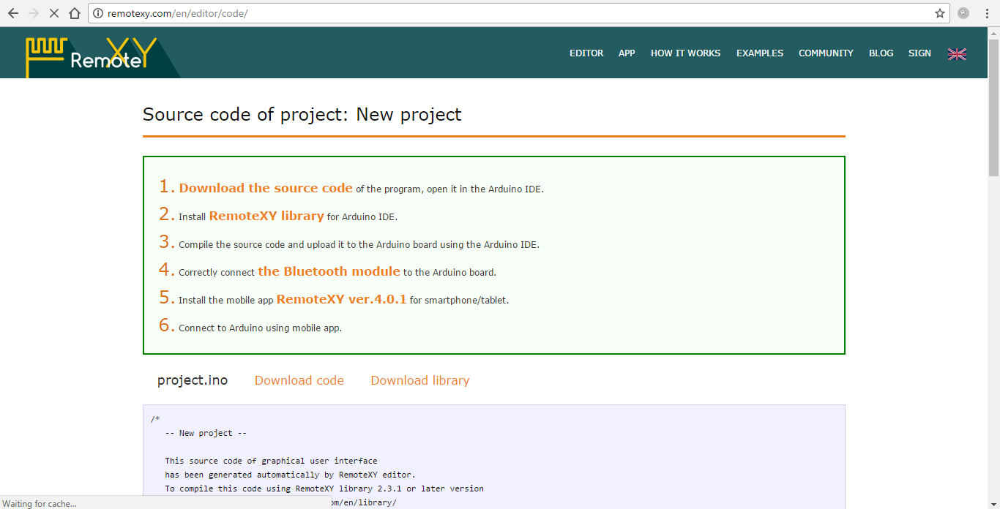 remotexy.com/en/editor/code/
RemoteXY
EDITOR APP HOW IT WORKS EXAMPLES COMMUNITY BLOG SIGN
Source code of project: New project
1. Download the source code of the program, open it in the Arduino IDE.
2. Install RemoteXY library for Arduino IDE.
3. Compile the source code and upload it to the Arduino board using the Arduino IDE.
4. Correctly connect the Bluetooth module to the Arduino board.
5. Install the mobile app RemoteXY ver.4.0.1 for smartphone/tablet.
6. Connect to Arduino using mobile app.
project.ino Download code Download library
/*
-- New project --
This source code of graphical user interface
has been generated automatically by RemoteXY editor.
To compile this code using RemoteXY library 2.3.1 or later version
om/en/library/
Waiting for cache...